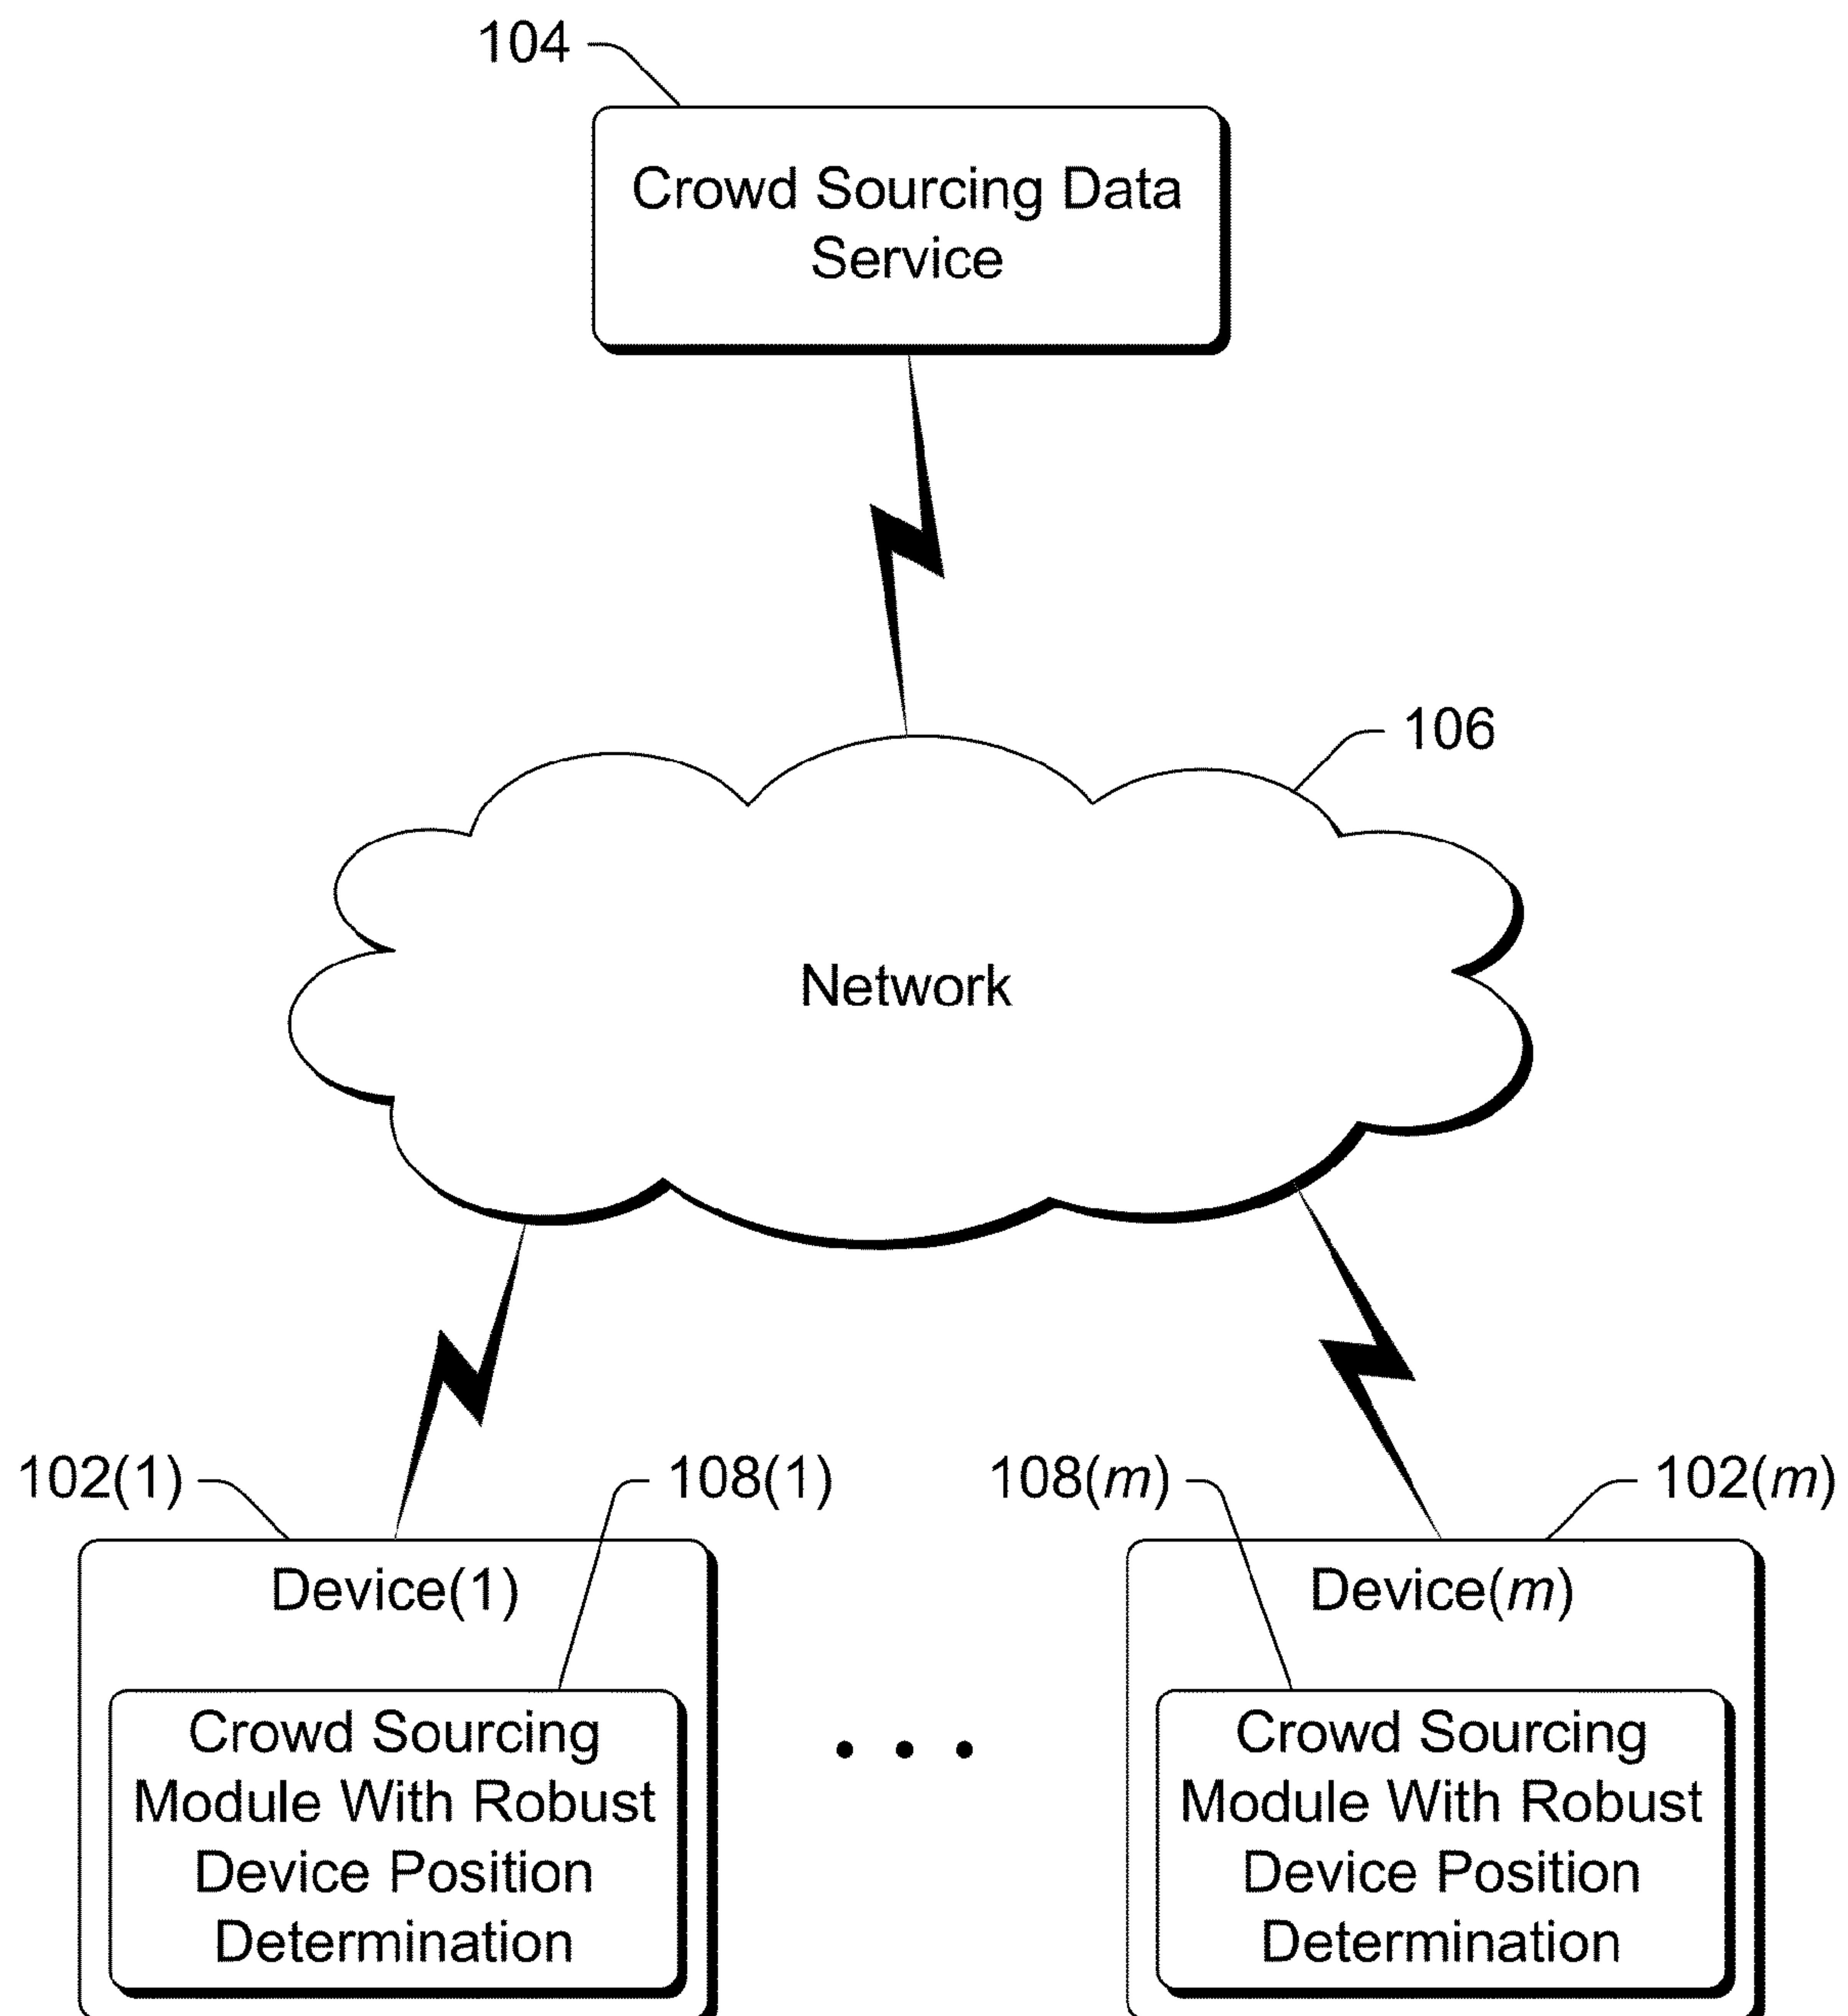 104
Crowd Sourcing Data
Service
106
Network
102(1)
108(1)
108(m)
102(m)
Device(1)
Device(m)
Crowd Sourcing
Module With Robust
Device Position
Determination
. . .
Crowd Sourcing
Module With Robust
Device Position
Determination